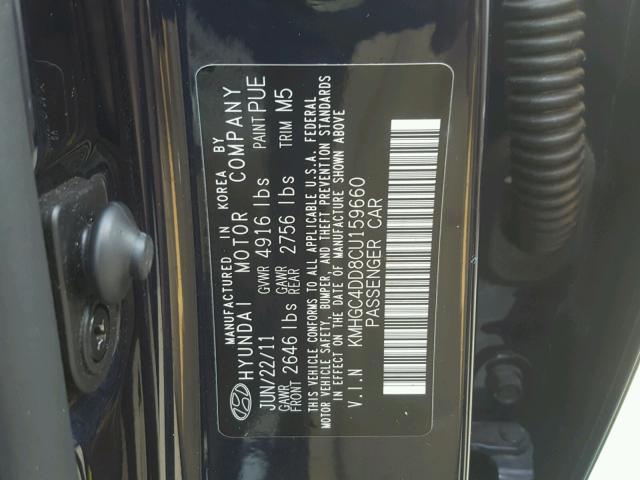 MANUFACTURED IN KOREA BY
HYUNDAI MOTOR COMPANY
JUN/22/11 GVWR 4916 lbs PAINT PUE
GAWR FRONT 2646 lbs GAWR REAR 2756 lbs TRIM M5
THIS VEHICLE CONFORMS TO ALL APPLICABLE U.S.A. FEDERAL
MOTOR VEHICLE SAFETY, BUMPER, AND THEFT PREVENTION STANDARDS
IN EFFECT ON THE DATE OF MANUFACTURE SHOWN ABOVE
V.I.N KMHGC4DD8CU159660
PASSENGER CAR